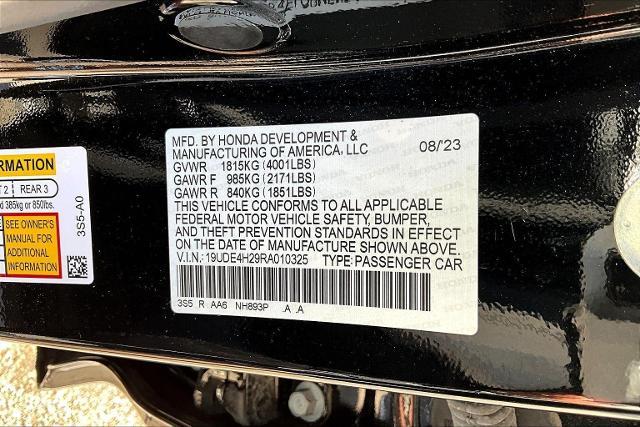 MFD. BY HONDA DEVELOPMENT &
MANUFACTURING OF AMERICA, LLC
08/'23
GVWR 1815KG (4001LBS)
GAWR F 985KG (2171LBS)
GAWR R 840KG (1851LBS)
THIS VEHICLE CONFORMS TO ALL APPLICABLE
FEDERAL MOTOR VEHICLE SAFETY, BUMPER,
AND THEFT PREVENTION STANDARDS IN EFFECT
ON THE DATE OF MANUFACTURE SHOWN ABOVE.
V.I.N.: 19UDE4H29RA010325 TYPE: PASSENGER CAR
3S5 R AA6 NH893P .A .A
FORMATION
2 REAR 3
385kg or 850lbs.
SEE OWNER'S
MANUAL FOR
ADDITIONAL
INFORMATION
3S5-A0